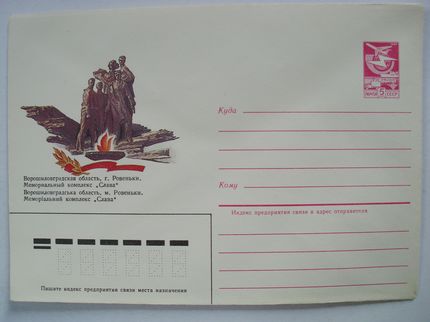 Ворошиловградская область, г. Ровеньки.
Мемориальный комплекс „Слава“
Ворошиловградська область, м. Ровеньки.
Меморіальний комплекс „Слава“
Пишите индекс предприятия связи места назначения
5к
ПОЧТА СССР
Куда
Кому
Индекс предприятия связи и адрес отправителя